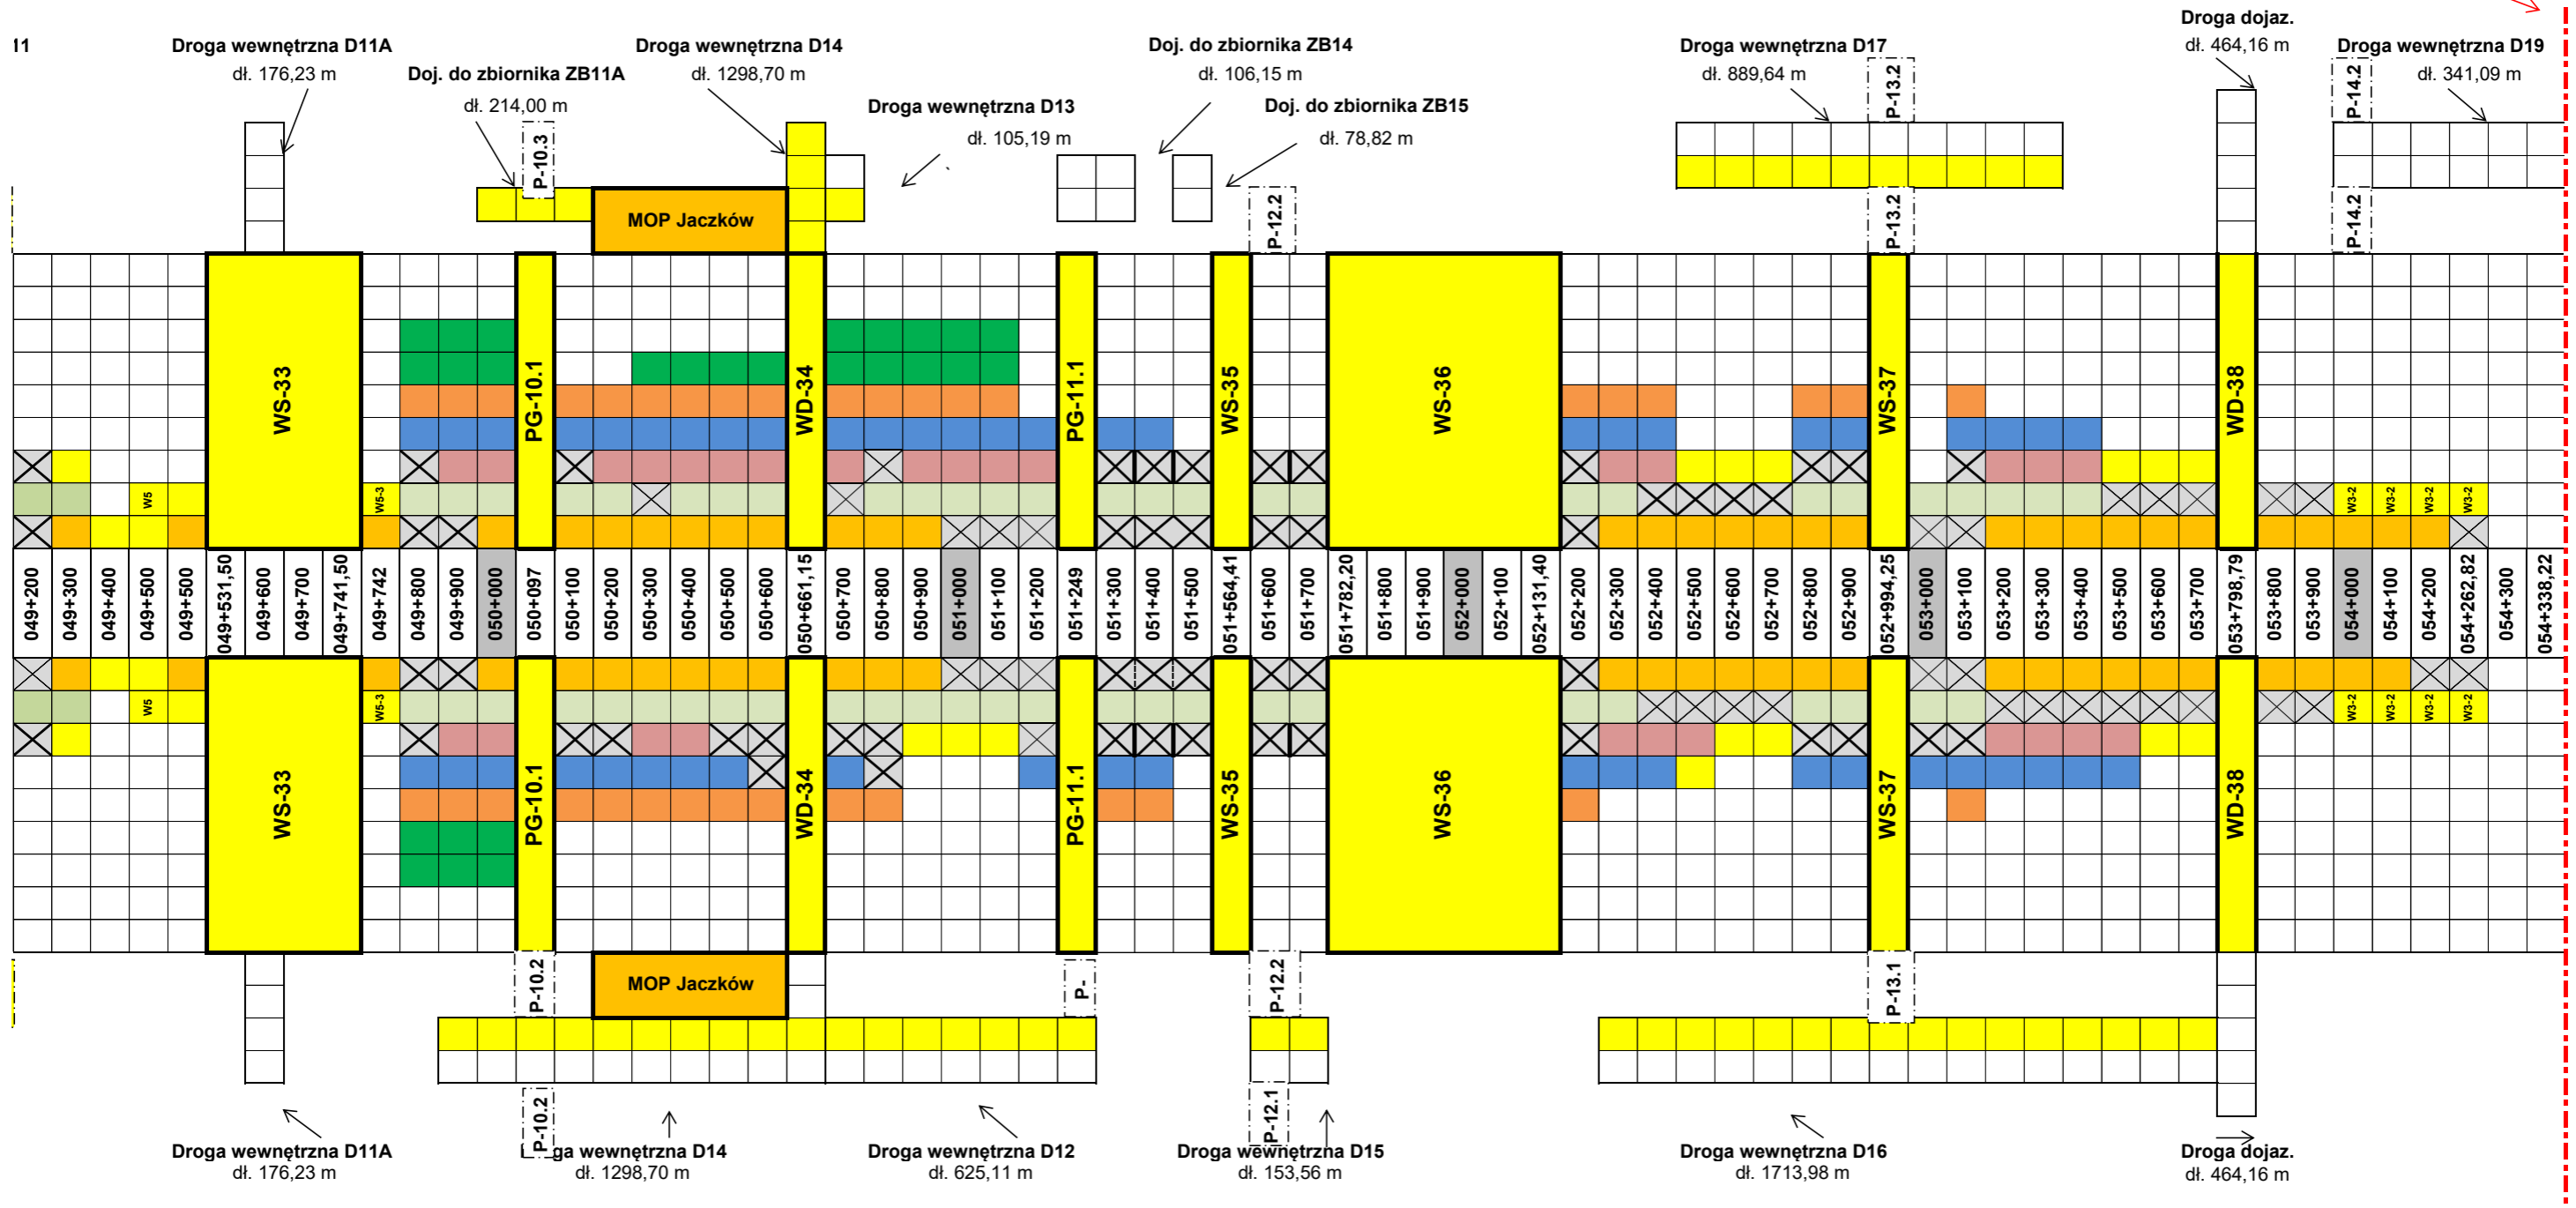 11
Droga wewnętrzna D11A
dł. 176,23 m
Doj. do zbiornika ZB11A
dł. 214,00 m
Droga wewnętrzna D14
dł. 1298,70 m
Droga wewnętrzna D13
dł. 105,19 m
Doj. do zbiornika ZB14
dł. 106,15 m
Doj. do zbiornika ZB15
dł. 78,82 m
Droga wewnętrzna D17
dł. 889,64 m
Droga dojaz.
dł. 464,16 m
Droga wewnętrzna D19
dł. 341,09 m
P-10.3
P-13.2
P-14.2
MOP Jaczków
P-12.2
P-13.2
P-14.2
WS-33
PG-10.1
WD-34
PG-11.1
WS-35
WS-36
WS-37
WD-38
W5
W5-3
W3-2
W3-2
W3-2
W3-2
049+200
049+300
049+400
049+500
049+500
049+531,50
049+600
049+700
049+741,50
049+742
049+800
049+900
050+000
050+097
050+100
050+200
050+300
050+400
050+500
050+600
050+661,15
050+700
050+800
050+900
051+000
051+100
051+200
051+249
051+300
051+400
051+500
051+564,41
051+600
051+700
051+782,20
051+800
051+900
052+000
052+100
052+131,40
052+200
052+300
052+400
052+500
052+600
052+700
052+800
052+900
052+994,25
053+000
053+100
053+200
053+300
053+400
053+500
053+600
053+700
053+798,79
053+800
053+900
054+000
054+100
054+200
054+262,82
054+300
054+338,22
W5
W5-3
W3-2
W3-2
W3-2
W3-2
WS-33
PG-10.1
WD-34
PG-11.1
WS-35
WS-36
WS-37
WD-38
P-10.2
MOP Jaczków
P-
P-12.2
P-13.1
P-10.2
P-12.1
Droga wewnętrzna D11A
dł. 176,23 m
ga wewnętrzna D14
dł. 1298,70 m
Droga wewnętrzna D12
dł. 625,11 m
Droga wewnętrzna D15
dł. 153,56 m
Droga wewnętrzna D16
dł. 1713,98 m
Droga dojaz.
dł. 464,16 m